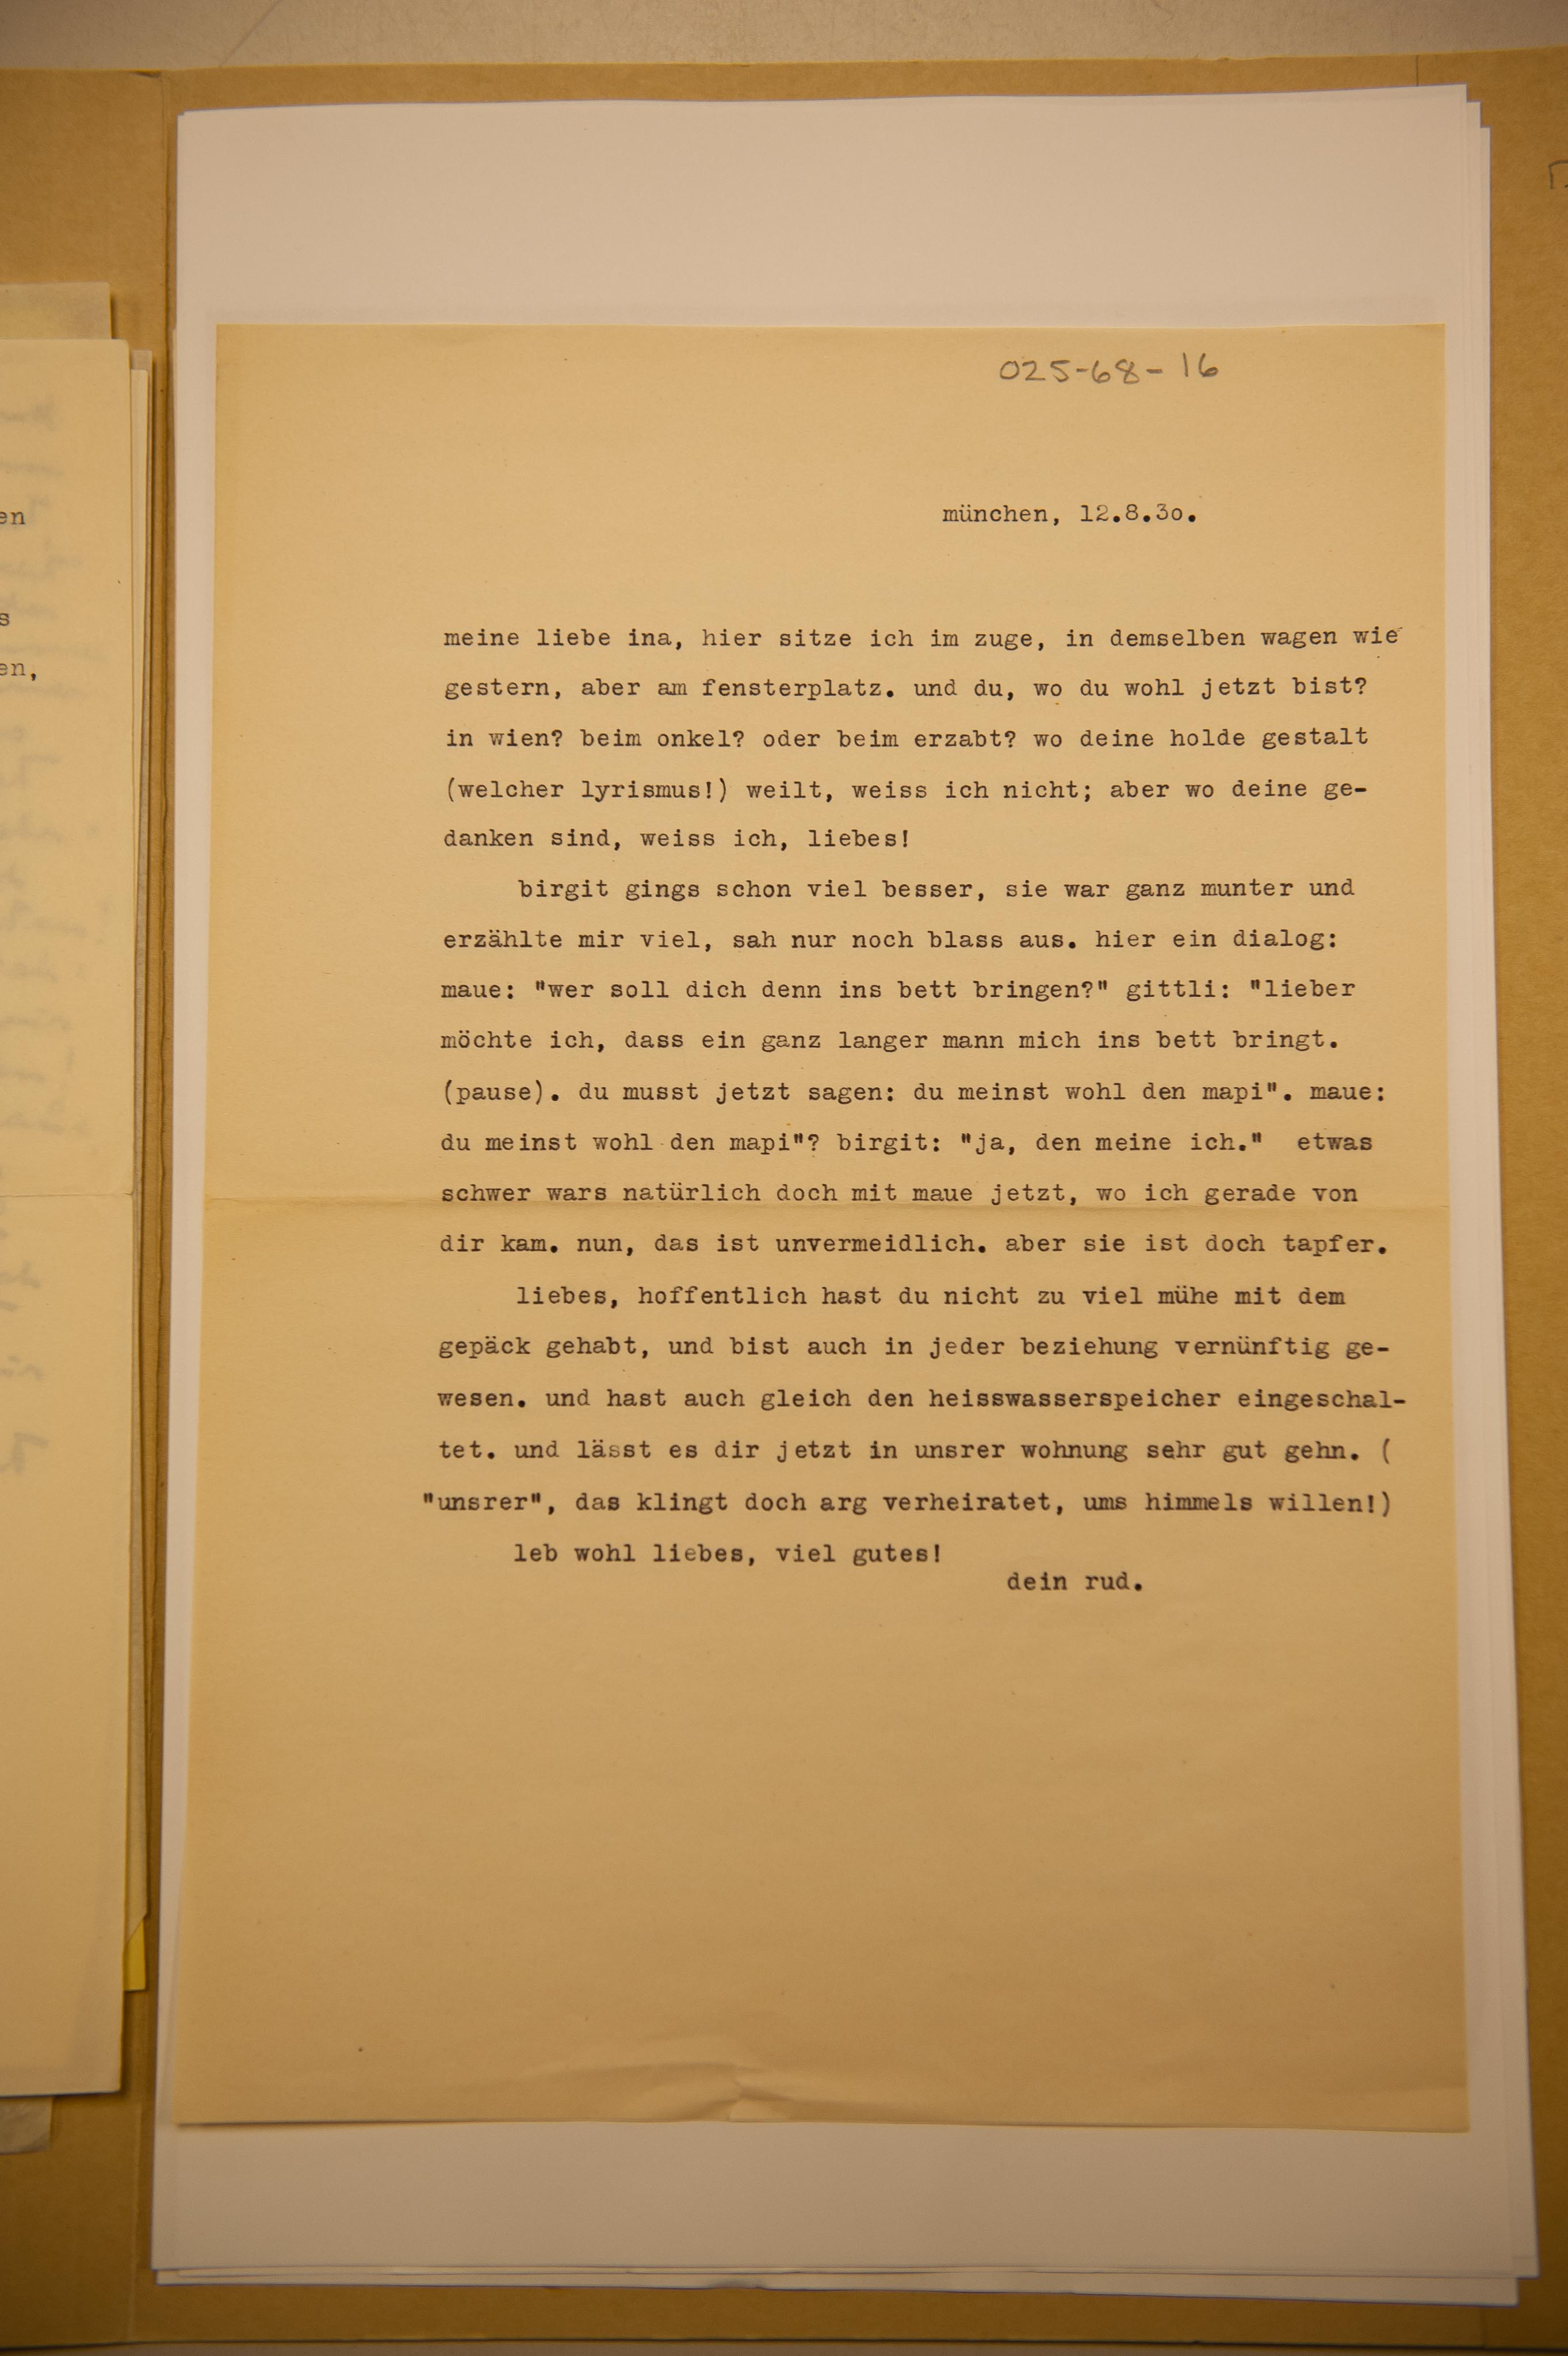 025-68-16
münchen, 12.8.3o.
meine liebe ina, hier sitze ich im zuge, in demselben wagen wie
gestern, aber am fensterplatz. und du, wo du wohl jetzt bist?
in wien? beim onkel? oder beim erzabt? wo deine holde gestalt
(welcher lyrismus!) weilt, weiss ich nicht; aber wo deine ge-
danken sind, weiss ich, liebes!
birgit gings schon viel besser, sie war ganz munter und
erzählte mir viel, sah nur noch blass aus. hier ein dialog:
maue: "wer soll dich denn ins bett bringen?" gittli: "lieber
möchte ich, dass ein ganz langer mann mich ins bett bringt.
(pause). du musst jetzt sagen: du meinst wohl den mapi". maue:
du meinst wohl den mapi"? birgit: "ja, den meine ich." etwas
schwer wars natürlich doch mit maue jetzt, wo ich gerade von
dir kam. nun, das ist unvermeidlich. aber sie ist doch tapfer.
liebes, hoffentlich hast du nicht zu viel mühe mit dem
gepäck gehabt, und bist auch in jeder beziehung vernünftig ge-
wesen. und hast auch gleich den heisswasserspeicher eingeschal-
tet. und lässt es dir jetzt in unsrer wohnung sehr gut gehn. (
"unsrer", das klingt doch arg verheiratet, ums himmels willen!)
leb wohl liebes, viel gutes!
dein rud.
en
s
en,